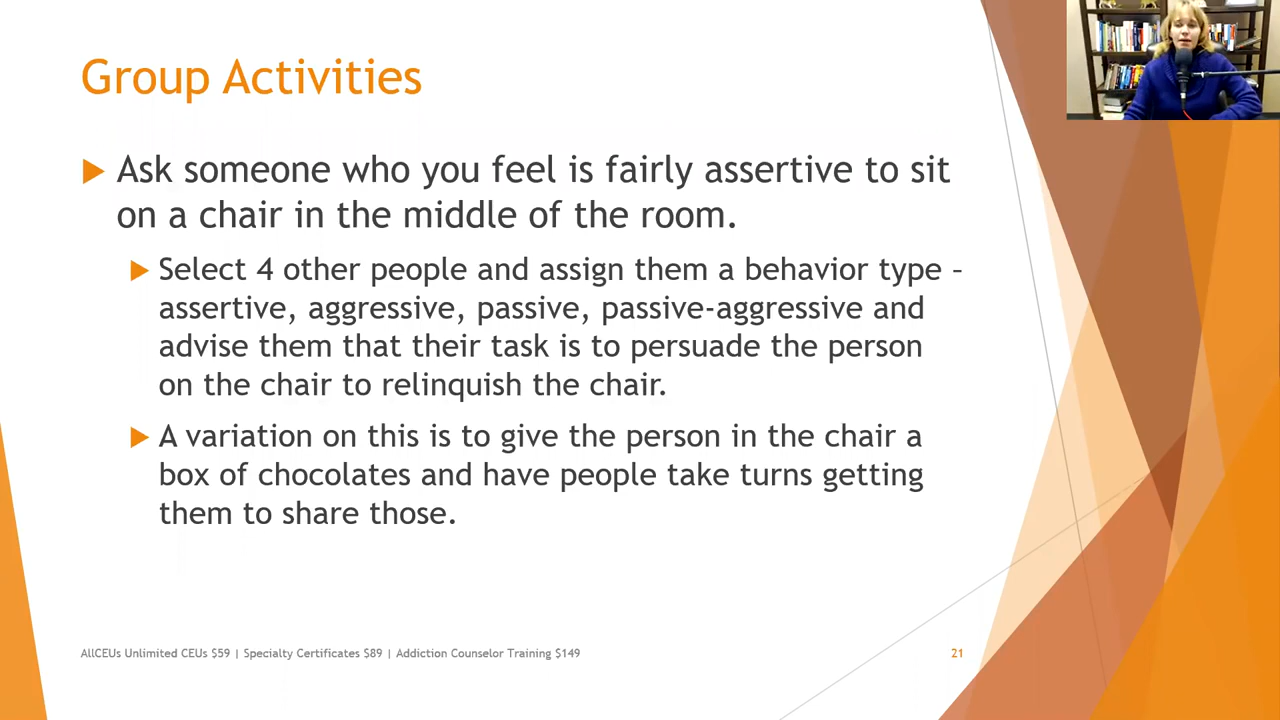 Group Activities
Ask someone who you feel is fairly assertive to sit
on a chair in the middle of the room.
Select 4 other people and assign them a behavior type –
assertive, aggressive, passive, passive-aggressive and
advise them that their task is to persuade the person
on the chair to relinquish the chair.
A variation on this is to give the person in the chair a
box of chocolates and have people take turns getting
them to share those.
AllCEUs Unlimited CEUs $59 | Specialty Certificates $89 | Addiction Counselor Training $149
21